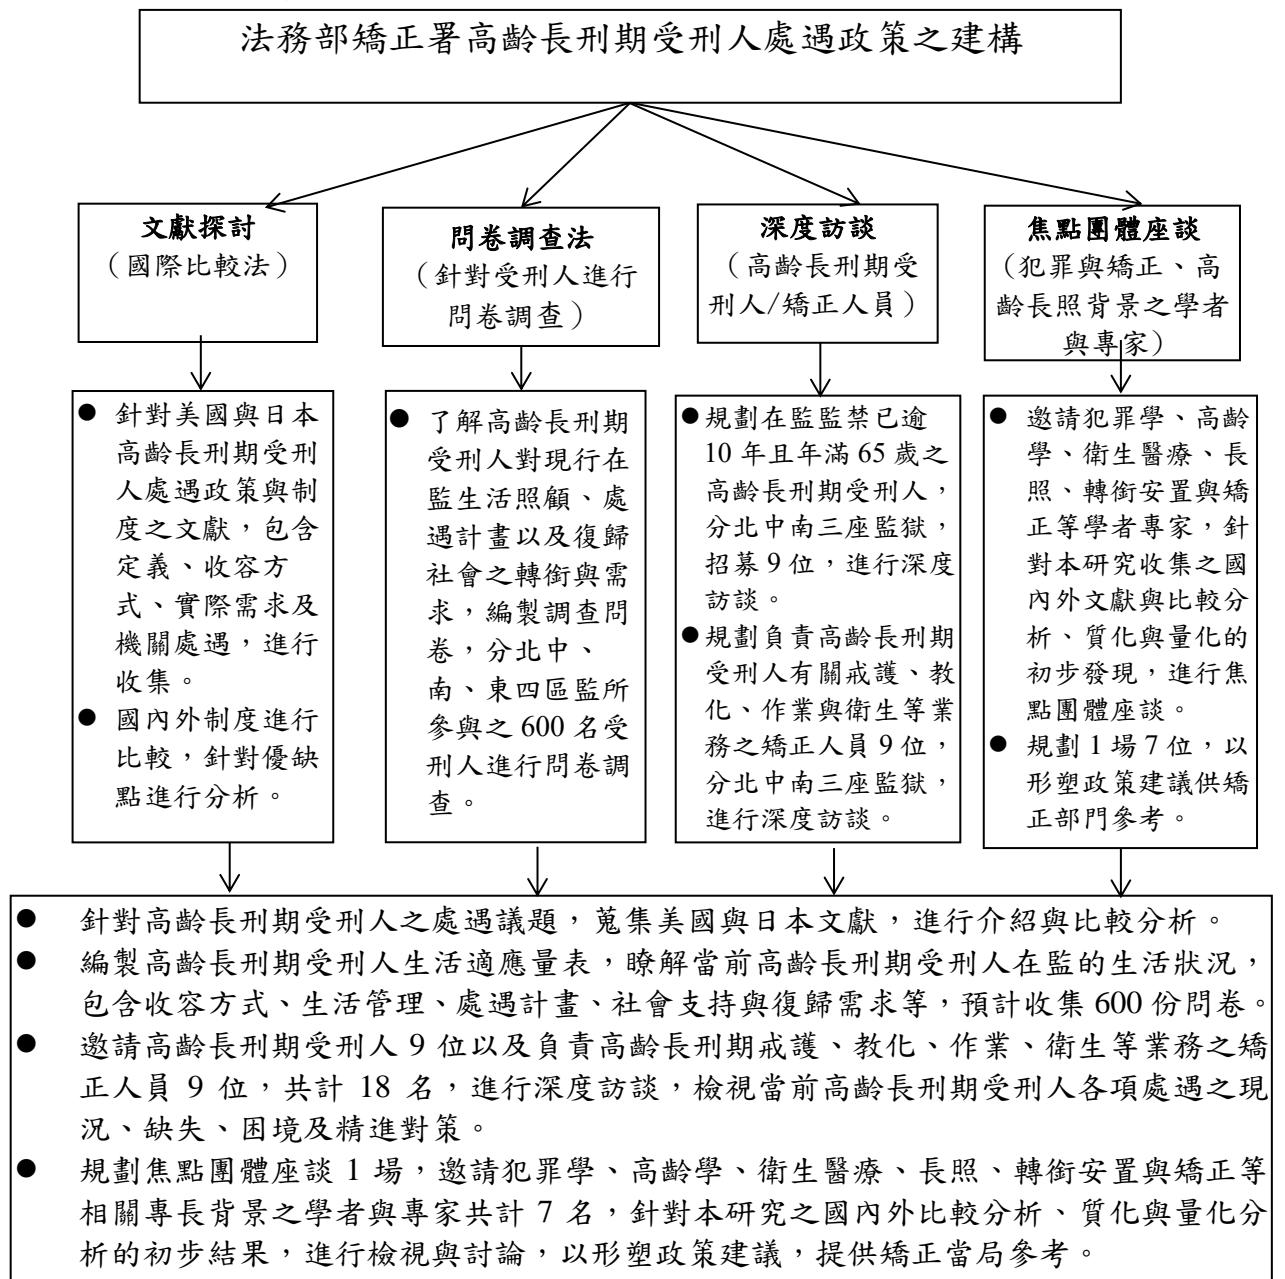 法務部矯正署高齡長刑期受刑人處遇政策之建構
文獻探討
（國際比較法）
問卷調查法
（針對受刑人進行
問卷調查）
深度訪談
（高齡長刑期受
刑人/矯正人員）
焦點團體座談
（犯罪與矯正、高
齡長照背景之學者
與專家）
● 針對美國與日本
高齡長刑期受刑
人處遇政策與制
度之文獻，包含
定義、收容方
式、實際需求及
機關處遇，進行
收集。
● 國內外制度進行
比較，針對優缺
點進行分析。
● 了解高齡長刑期
受刑人對現行在
監生活照顧、處
遇計畫以及復歸
社會之轉銜與需
求，編製調查問
卷，分北中、
南、東四區監所
參與之 600 名受
刑人進行問卷調
查。
● 規劃在監監禁已逾
10 年且年滿 65 歲之
高齡長刑期受刑人，
分北中南三座監獄，
招募 9 位，進行深度
訪談。
● 規劃負責高齡長刑期
受刑人有關戒護、教
化、作業與衛生等業
務之矯正人員 9 位，
分北中南三座監獄，
進行深度訪談。
● 邀請犯罪學、高齡
學、衛生醫療、長
照、轉銜安置與矯
正等學者專家，針
對本研究收集之國
內外文獻與比較分
析、質化與量化的
初步發現，進行焦
點團體座談。
● 規劃 1 場 7 位，以
形塑政策建議供矯
正部門參考。
● 針對高齡長刑期受刑人之處遇議題，蒐集美國與日本文獻，進行介紹與比較分析。
● 編製高齡長刑期受刑人生活適應量表，瞭解當前高齡長刑期受刑人在監的生活狀況，
包含收容方式、生活管理、處遇計畫、社會支持與復歸需求等，預計收集 600 份問卷。
● 邀請高齡長刑期受刑人 9 位以及負責高齡長刑期戒護、教化、作業、衛生等業務之矯
正人員 9 位，共計 18 名，進行深度訪談，檢視當前高齡長刑期受刑人各項處遇之現
況、缺失、困境及精進對策。
● 規劃焦點團體座談 1 場，邀請犯罪學、高齡學、衛生醫療、長照、轉銜安置與矯正等
相關專長背景之學者與專家共計 7 名，針對本研究之國內外比較分析、質化與量化分
析的初步結果，進行檢視與討論，以形塑政策建議，提供矯正當局參考。